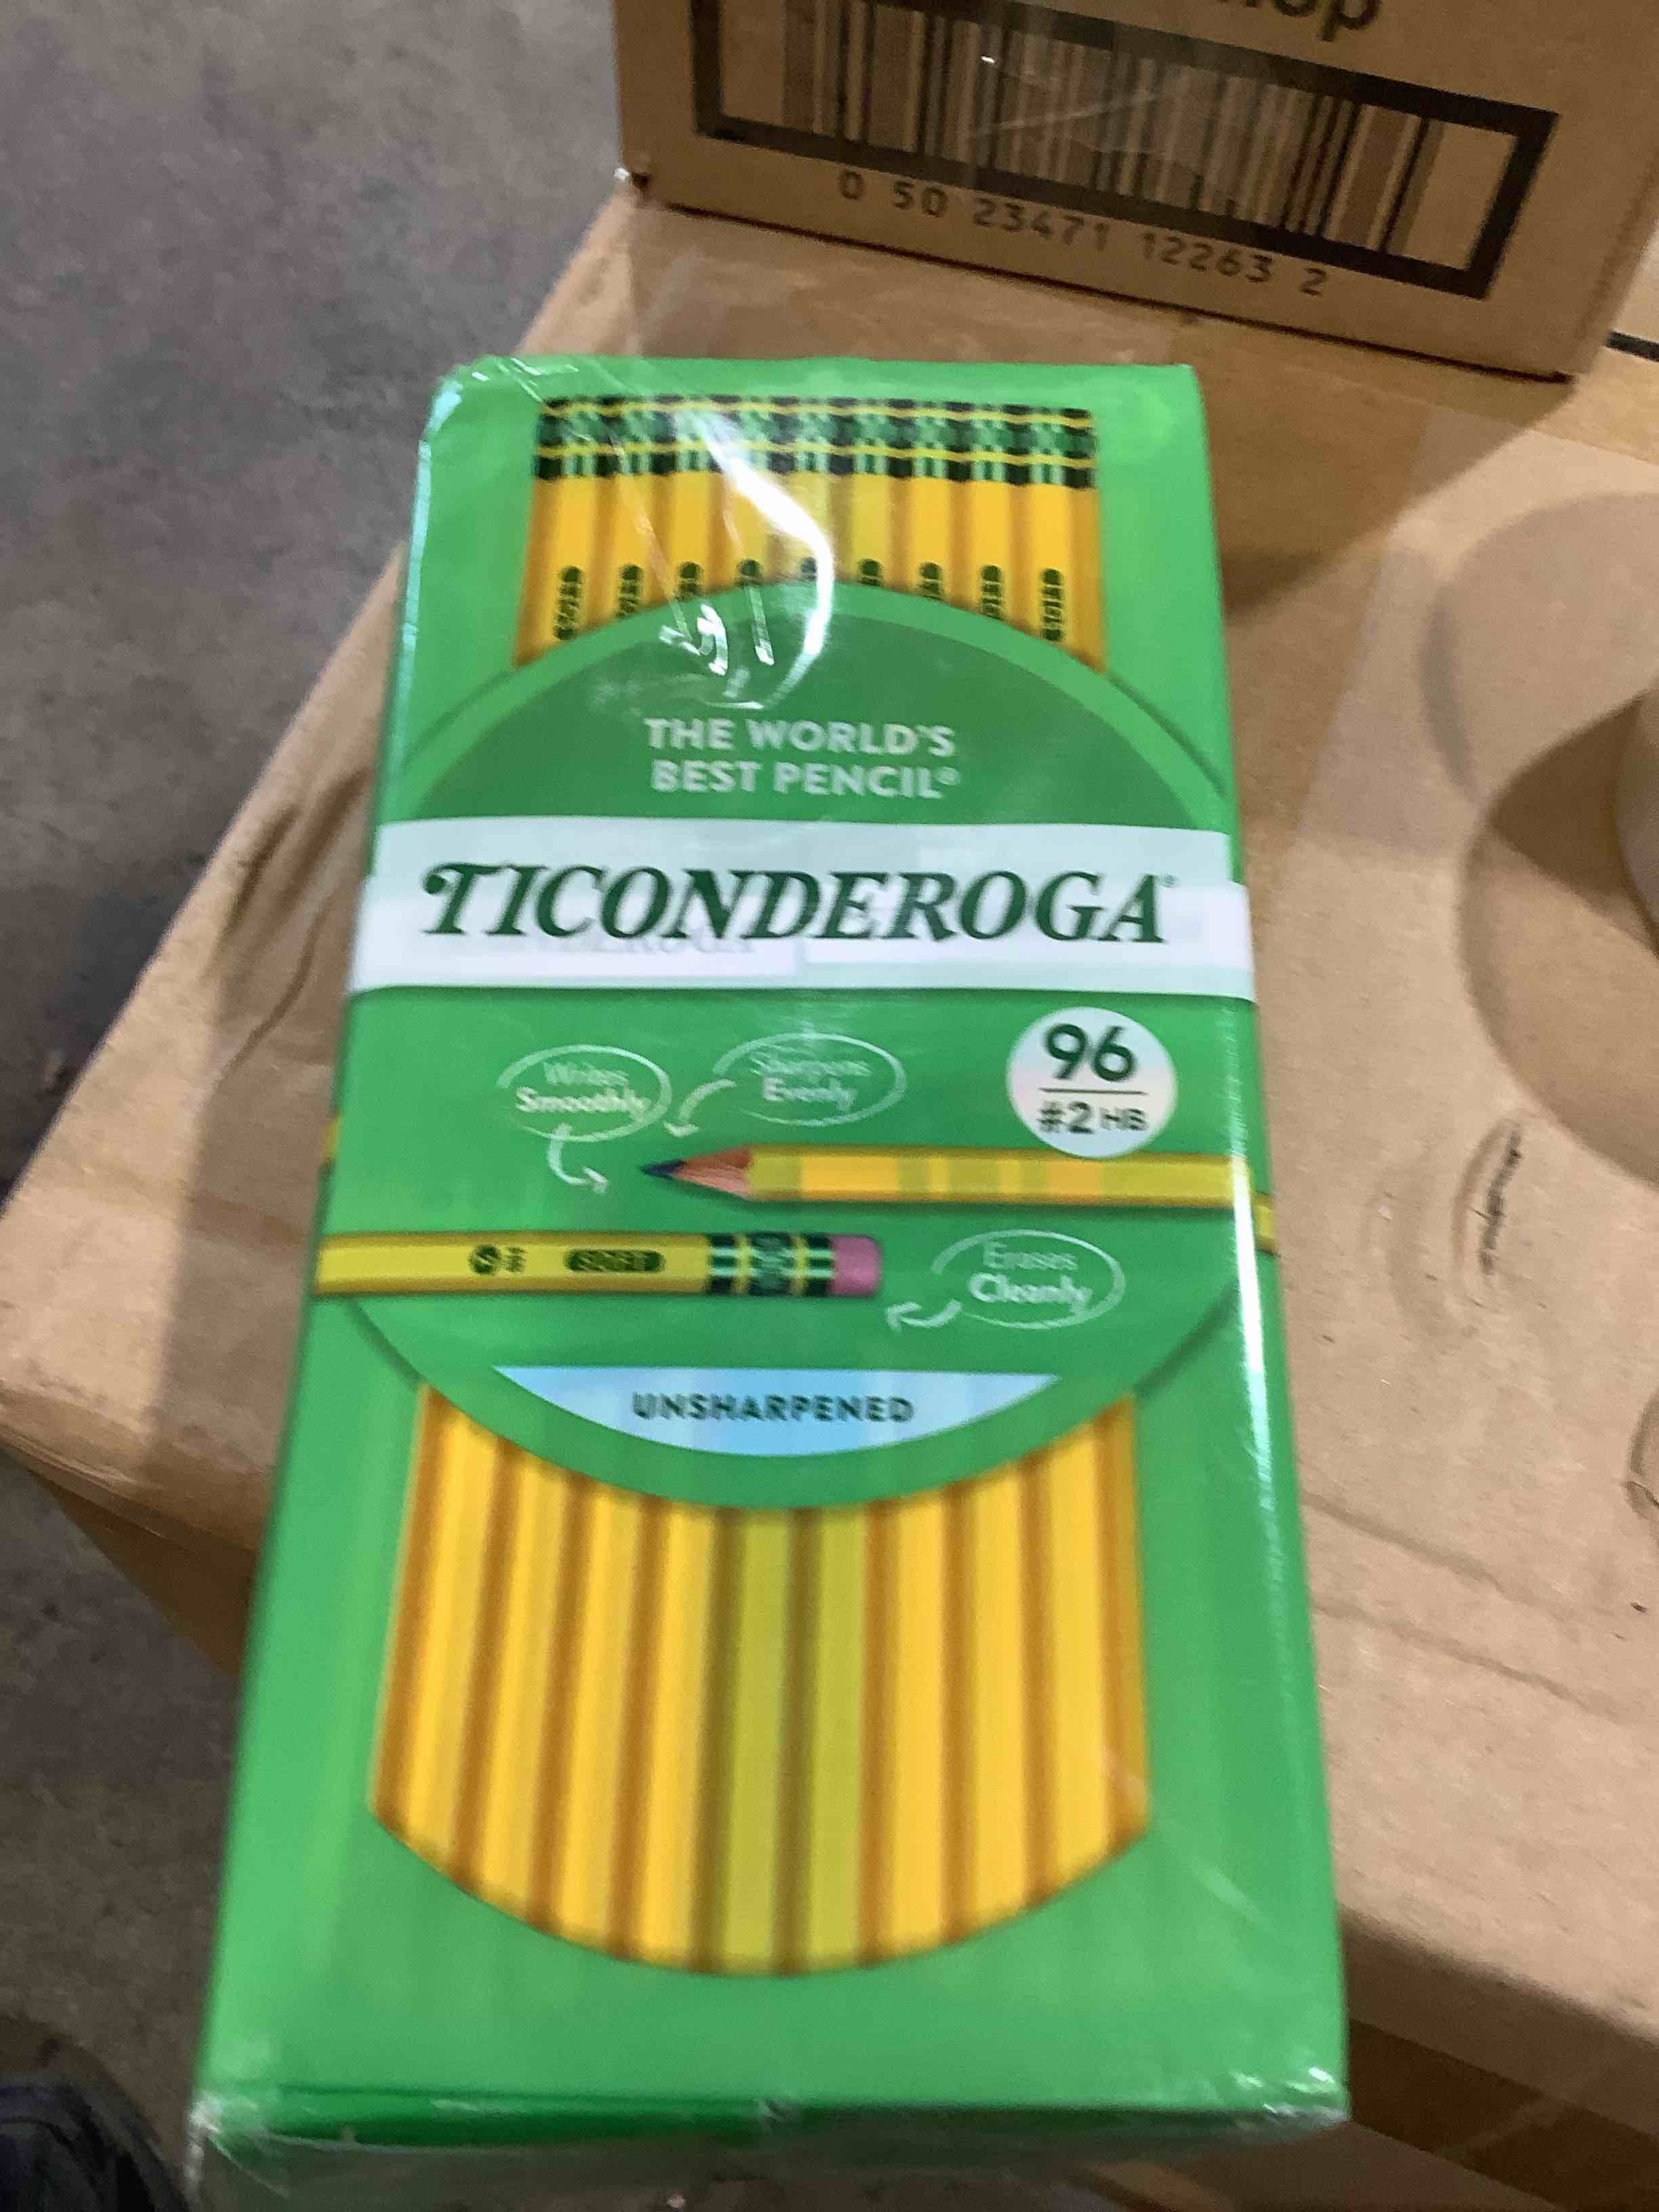 0 50 23471 12263 2
THE WORLD'S
BEST PENCIL®
TICONDEROGA®
96
#2 HB
Writes
Smoothly
Sharpens
Evenly
Erases
Cleanly
UNSHARPENED